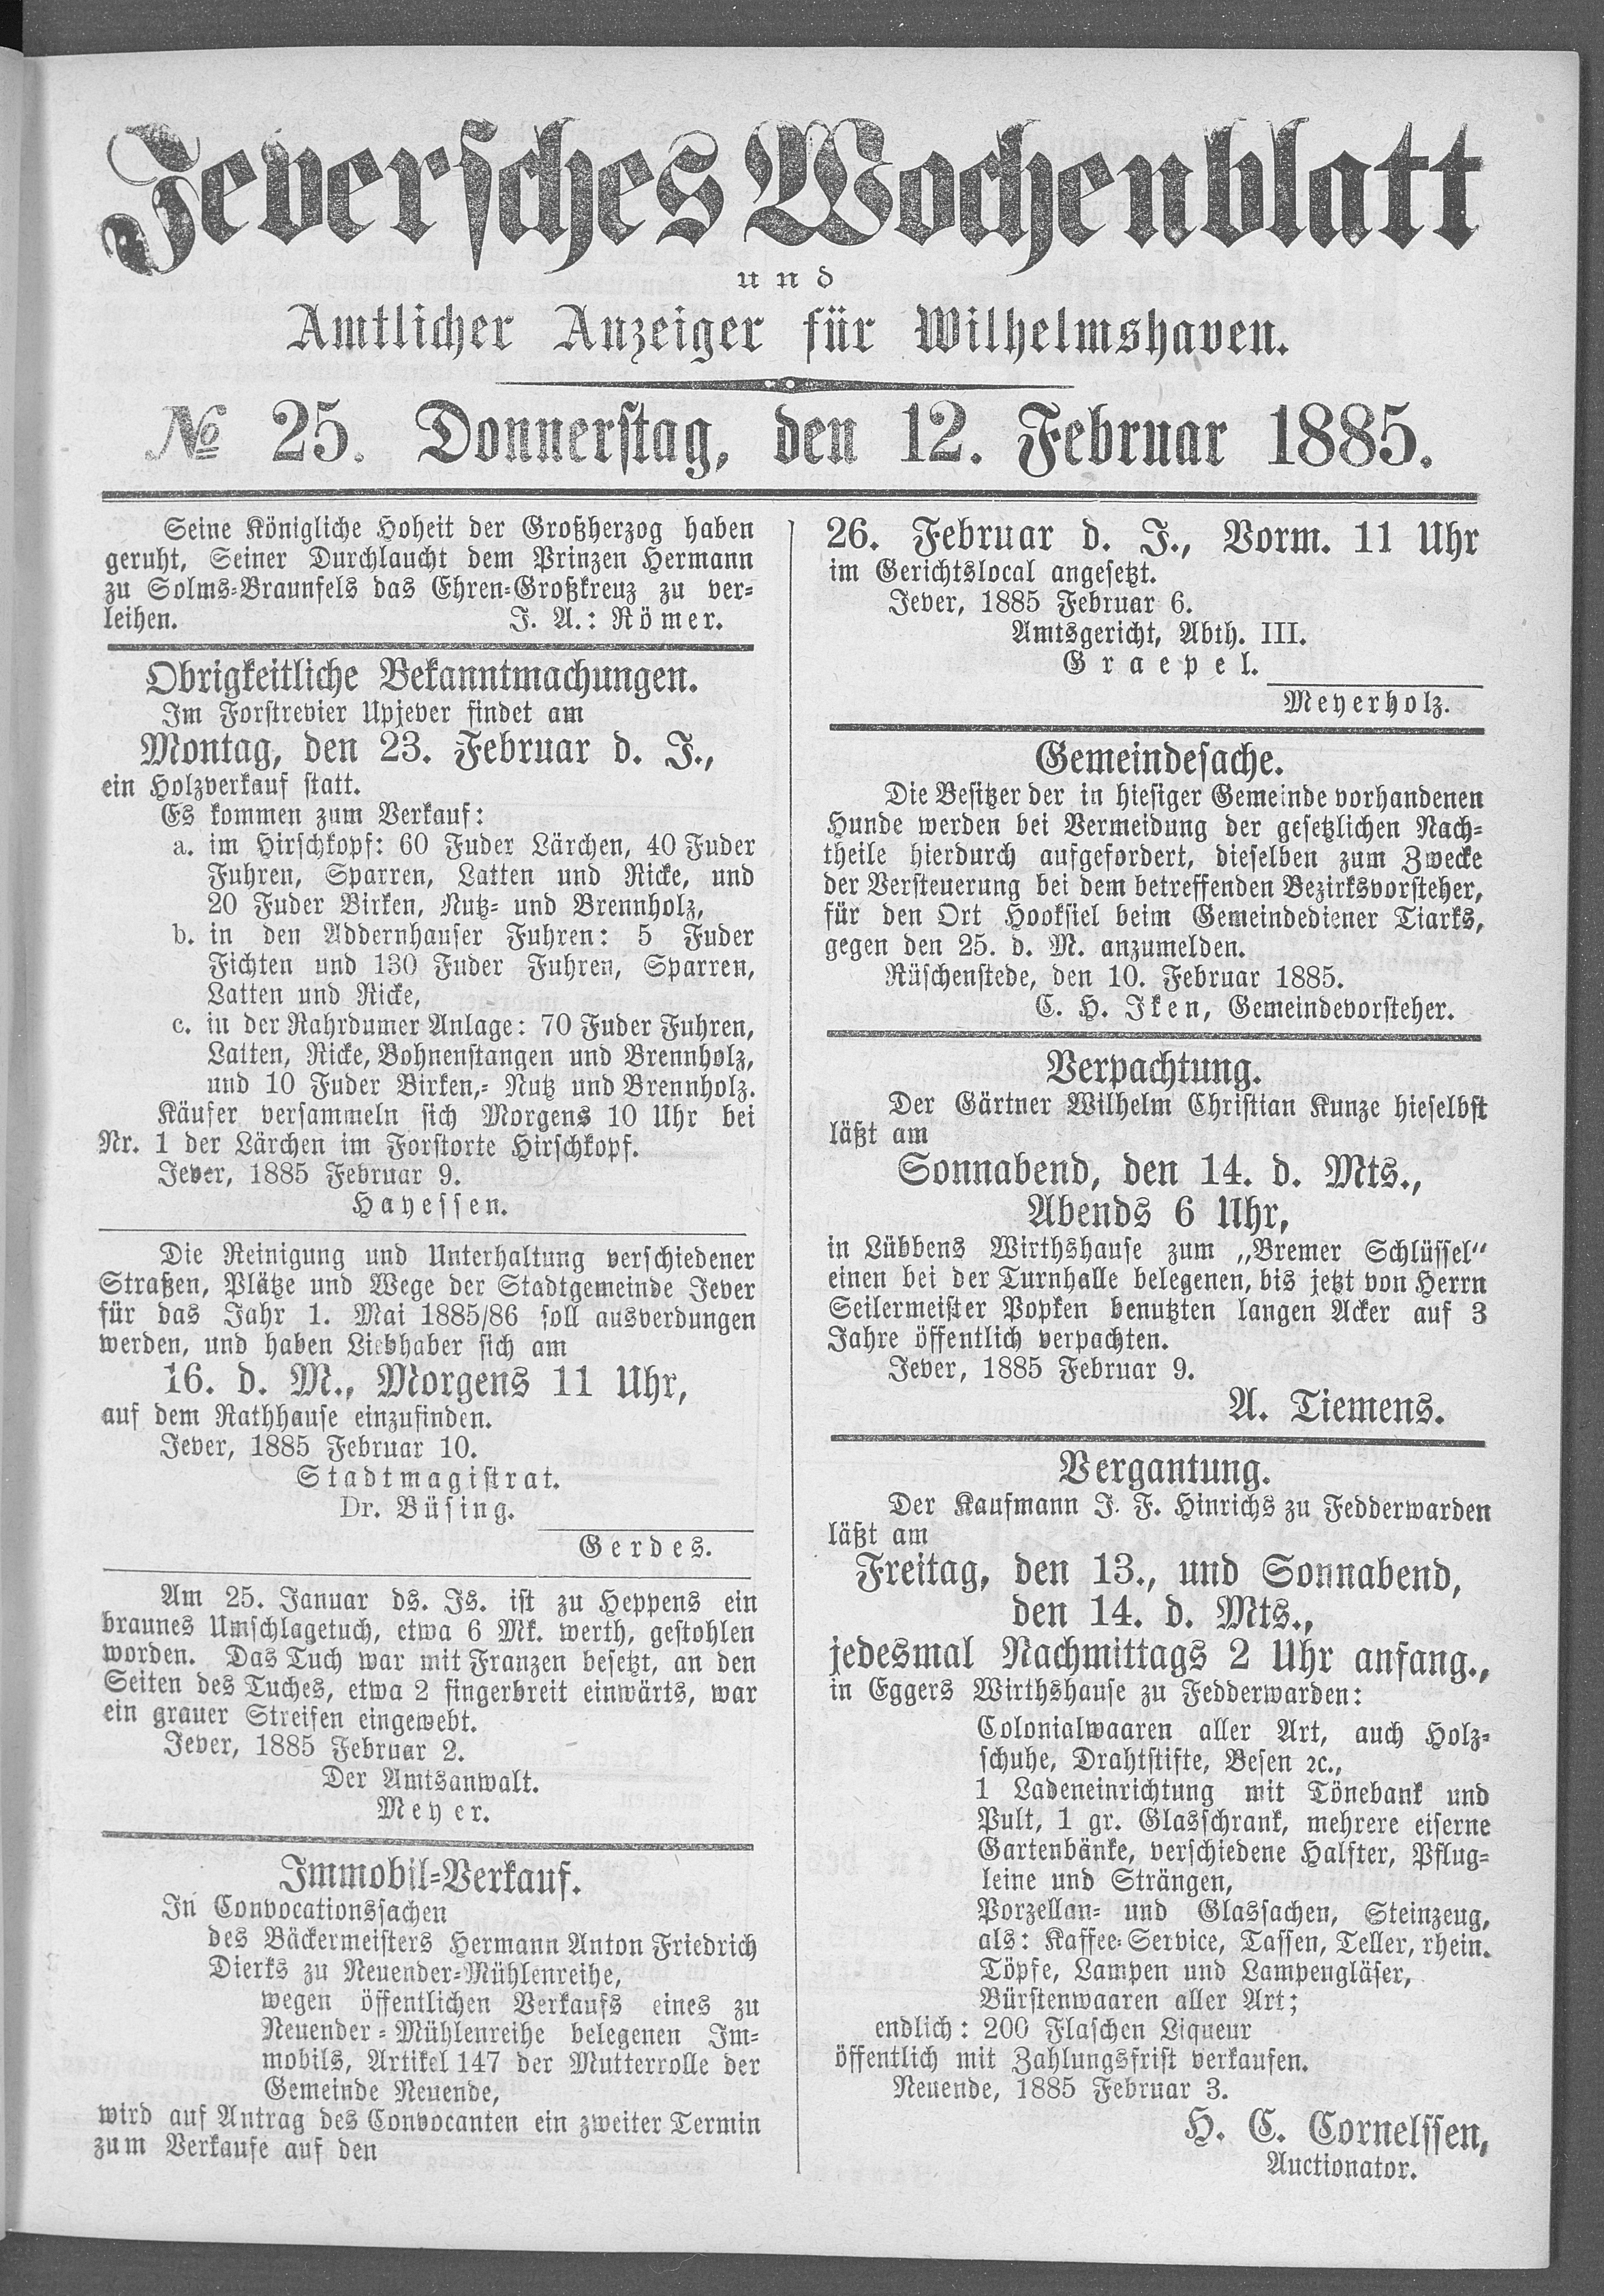 Jeversches Wochenblatt
und
Amtlicher Anzeiger für Wilhelmshaven.
№ 25. Donnerstag, den 12. Februar 1885.
Seine Königliche Hoheit der Großherzog haben
geruht, Seiner Durchlaucht dem Prinzen Hermann
zu Solms-Braunfels das Ehren-Großkreuz zu ver-
leihen. J. A.: Römer.
Obrigkeitliche Bekanntmachungen.
Im Forstrevier Upjever findet am
Montag, den 23. Februar d. J.,
ein Holzverkauf statt.
Es kommen zum Verkauf:
a. im Hirschkopf: 60 Fuder Lärchen, 40 Fuder
Fuhren, Sparren, Latten und Ricke, und
20 Fuder Birken, Nutz- und Brennholz,
b. in den Addernhauser Fuhren: 5 Fuder
Fichten und 130 Fuder Fuhren, Sparren,
Latten und Ricke,
c. in der Rahrdumer Anlage: 70 Fuder Fuhren,
Latten, Ricke, Bohnenstangen und Brennholz,
und 10 Fuder Birken,- Nutz und Brennholz.
Käufer versammeln sich Morgens 10 Uhr bei
Nr. 1 der Lärchen im Forstorte Hirschkopf.
Jever, 1885 Februar 9.
Hayessen.
Die Reinigung und Unterhaltung verschiedener
Straßen, Plätze und Wege der Stadtgemeinde Jever
für das Jahr 1. Mai 1885/86 soll ausverdungen
werden, und haben Liebhaber sich am
16. d. M., Morgens 11 Uhr,
auf dem Rathhause einzufinden.
Jever, 1885 Februar 10.
Stadtmagistrat.
Dr. Büsing.
Gerdes.
Am 25. Januar ds. Js. ist zu Heppens ein
braunes Umschlagetuch, etwa 6 Mk. werth, gestohlen
worden. Das Tuch war mit Franzen besetzt, an den
Seiten des Tuches, etwa 2 fingerbreit einwärts, war
ein grauer Streifen eingewebt.
Jever, 1885 Februar 2.
Der Amtsanwalt.
Meyer.
Immobil-Verkauf.
In Convocationssachen
des Bäckermeisters Hermann Anton Friedrich
Dierks zu Neuender-Mühlenreihe,
wegen öffentlichen Verkaufs eines zu
Neuender-Mühlenreihe belegenen Im-
mobils, Artikel 147 der Mutterrolle der
Gemeinde Neuende,
wird auf Antrag des Convocanten ein zweiter Termin
zum Verkaufe auf den
26. Februar d. J., Vorm. 11 Uhr
im Gerichtslocal angesetzt.
Jever, 1885 Februar 6.
Amtsgericht, Abth. III.
Graepel.
Meyerholz.
Gemeindesache.
Die Besitzer der in hiesiger Gemeinde vorhandenen
Hunde werden bei Vermeidung der gesetzlichen Nach-
theile hierdurch aufgefordert, dieselben zum Zwecke
der Versteuerung bei dem betreffenden Bezirksvorsteher,
für den Ort Hooksiel beim Gemeindediener Tiarks,
gegen den 25. d. M. anzumelden.
Rüschenstede, den 10. Februar 1885.
C. H. Iken, Gemeindevorsteher.
Verpachtung.
Der Gärtner Wilhelm Christian Kunze hieselbst
läßt am
Sonnabend, den 14. d. Mts.,
Abends 6 Uhr,
in Lübbens Wirthshause zum „Bremer Schlüssel“
einen bei der Turnhalle belegenen, bis jetzt von Herrn
Seilermeister Popken benutzten langen Acker auf 3
Jahre öffentlich verpachten.
Jever, 1885 Februar 9.
A. Tiemens.
Vergantung.
Der Kaufmann J. F. Hinrichs zu Fedderwarden
läßt am
Freitag, den 13., und Sonnabend,
den 14. d. Mts.,
jedesmal Nachmittags 2 Uhr anfang.,
in Eggers Wirthshause zu Fedderwarden:
Colonialwaaren aller Art, auch Holz-
schuhe, Drahtstifte, Besen ꝛc.,
1 Ladeneinrichtung mit Tönebank und
Pult, 1 gr. Glasschrank, mehrere eiserne
Gartenbänke, verschiedene Halfter, Pflug-
leine und Strängen,
Porzellan- und Glassachen, Steinzeug,
als: Kaffee-Service, Tassen, Teller, rhein.
Töpfe, Lampen und Lampengläser,
Bürstenwaaren aller Art;
endlich: 200 Flaschen Liqueur
öffentlich mit Zahlungsfrist verkaufen.
Neuende, 1885 Februar 3.
H. C. Cornelssen,
Auctionator.